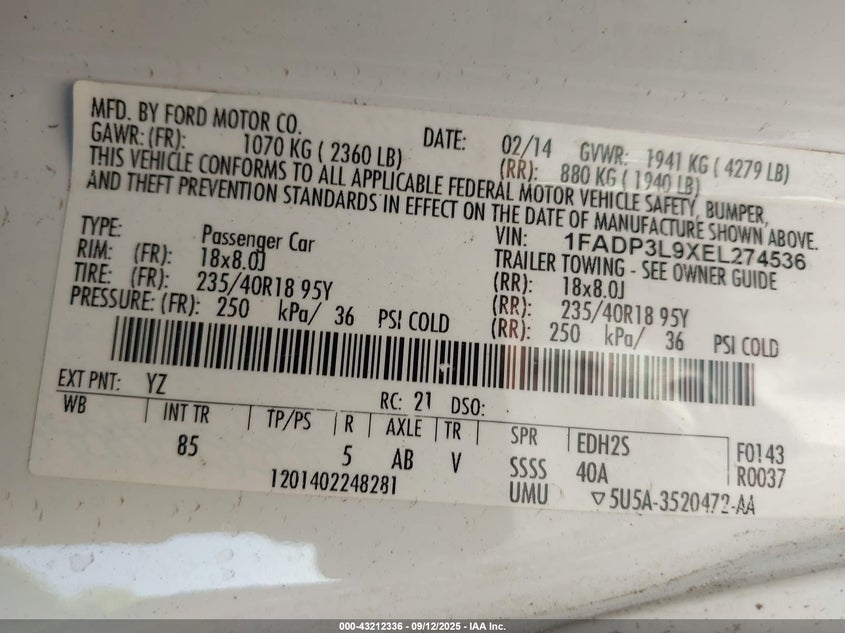 MFD. BY FORD MOTOR CO. DATE: 02/14 GVWR: 1941 KG ( 4279 LB)
GAWR: (FR): 1070 KG ( 2360 LB) (RR): 880 KG ( 1940 LB)
THIS VEHICLE CONFORMS TO ALL APPLICABLE FEDERAL MOTOR VEHICLE SAFETY, BUMPER,
AND THEFT PREVENTION STANDARDS IN EFFECT ON THE DATE OF MANUFACTURE SHOWN ABOVE.
VIN: 1FADP3L9XEL274536
TYPE: Passenger Car TRAILER TOWING - SEE OWNER GUIDE
RIM: (FR): 18x8.0J (RR): 18x8.0J
TIRE: (FR): 235/40R18 95Y (RR): 235/40R18 95Y
PRESSURE: (FR): 250 kPa/ 36 PSI COLD (RR): 250 kPa/ 36 PSI COLD
EXT PNT: YZ RC: 21 DSO:
WB INT TR TP/PS R AXLE TR SPR EDH2S F0143
85 5 AB V SSSS 40A R0037
1201402248281 UMU ▽5U5A-3520472-AA
000-43212336 - 09/12/2025 - IAA Inc.